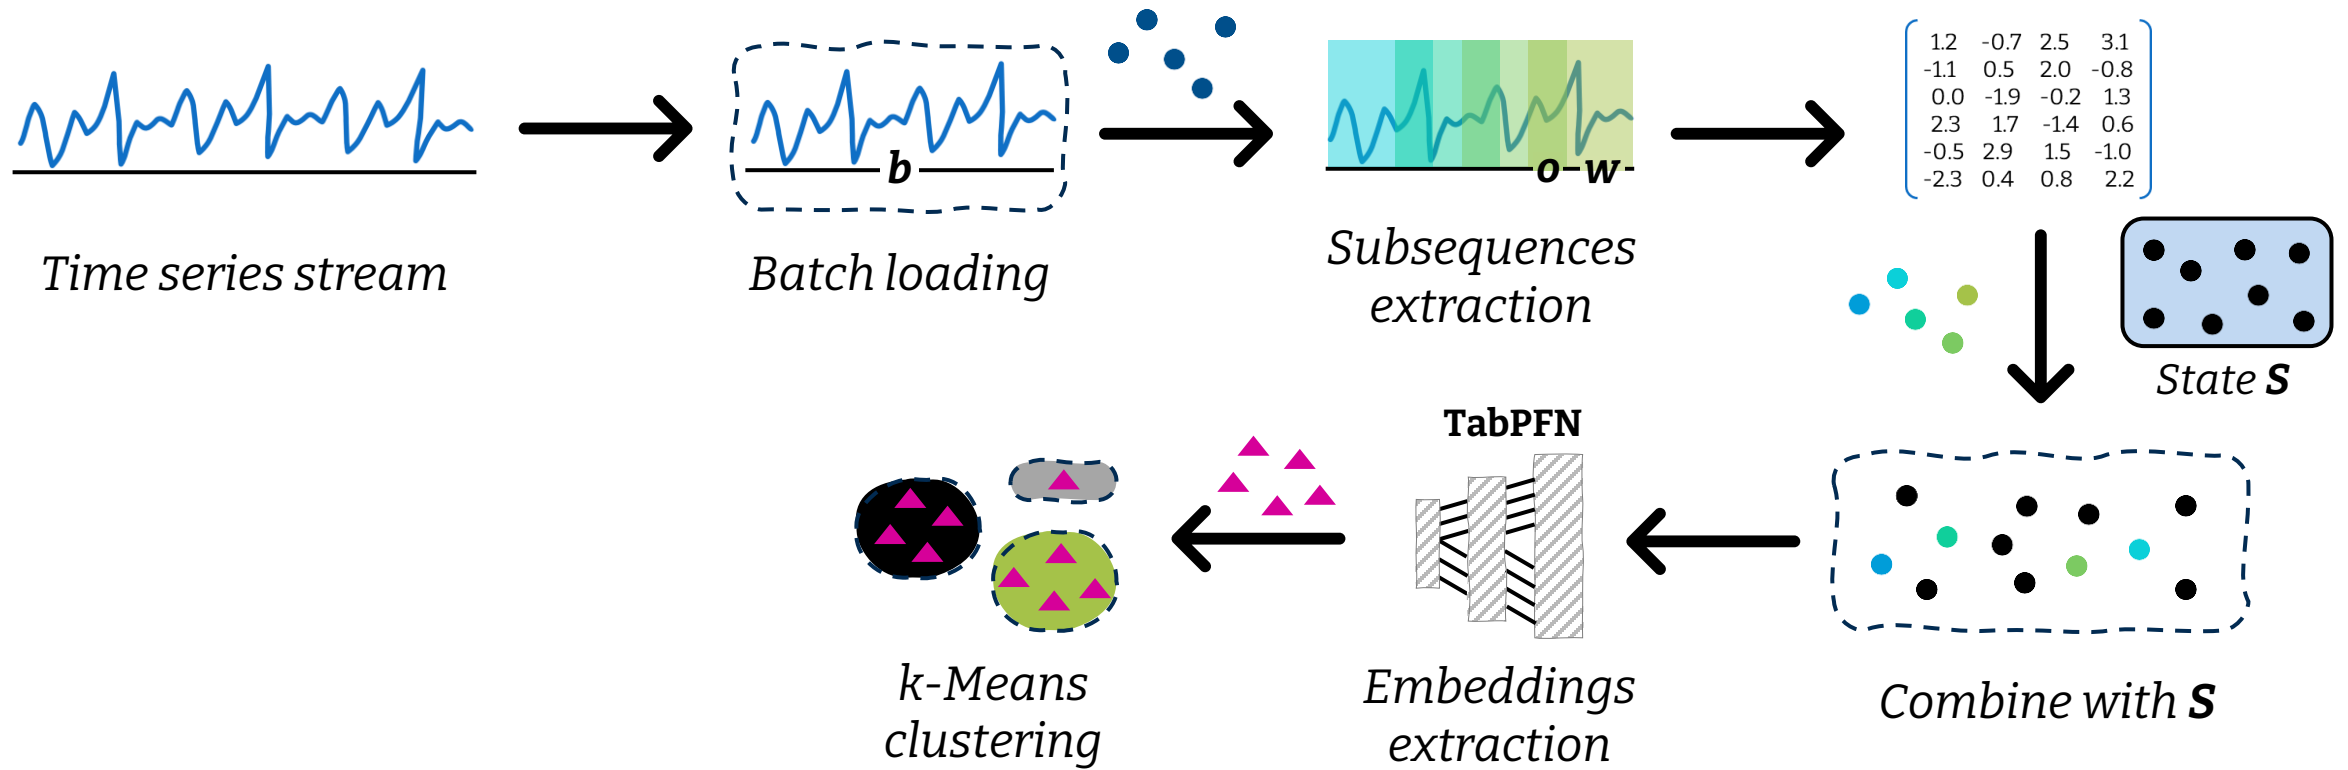 Time series stream
b
Batch loading
o w
Subsequences
extraction
1.2 -0.7 2.5 3.1
-1.1 0.5 2.0 -0.8
0.0 -1.9 -0.2 1.3
2.3 1.7 -1.4 0.6
-0.5 2.9 1.5 -1.0
-2.3 0.4 0.8 2.2
State S
Combine with S
TabPFN
Embeddings
extraction
k-Means
clustering